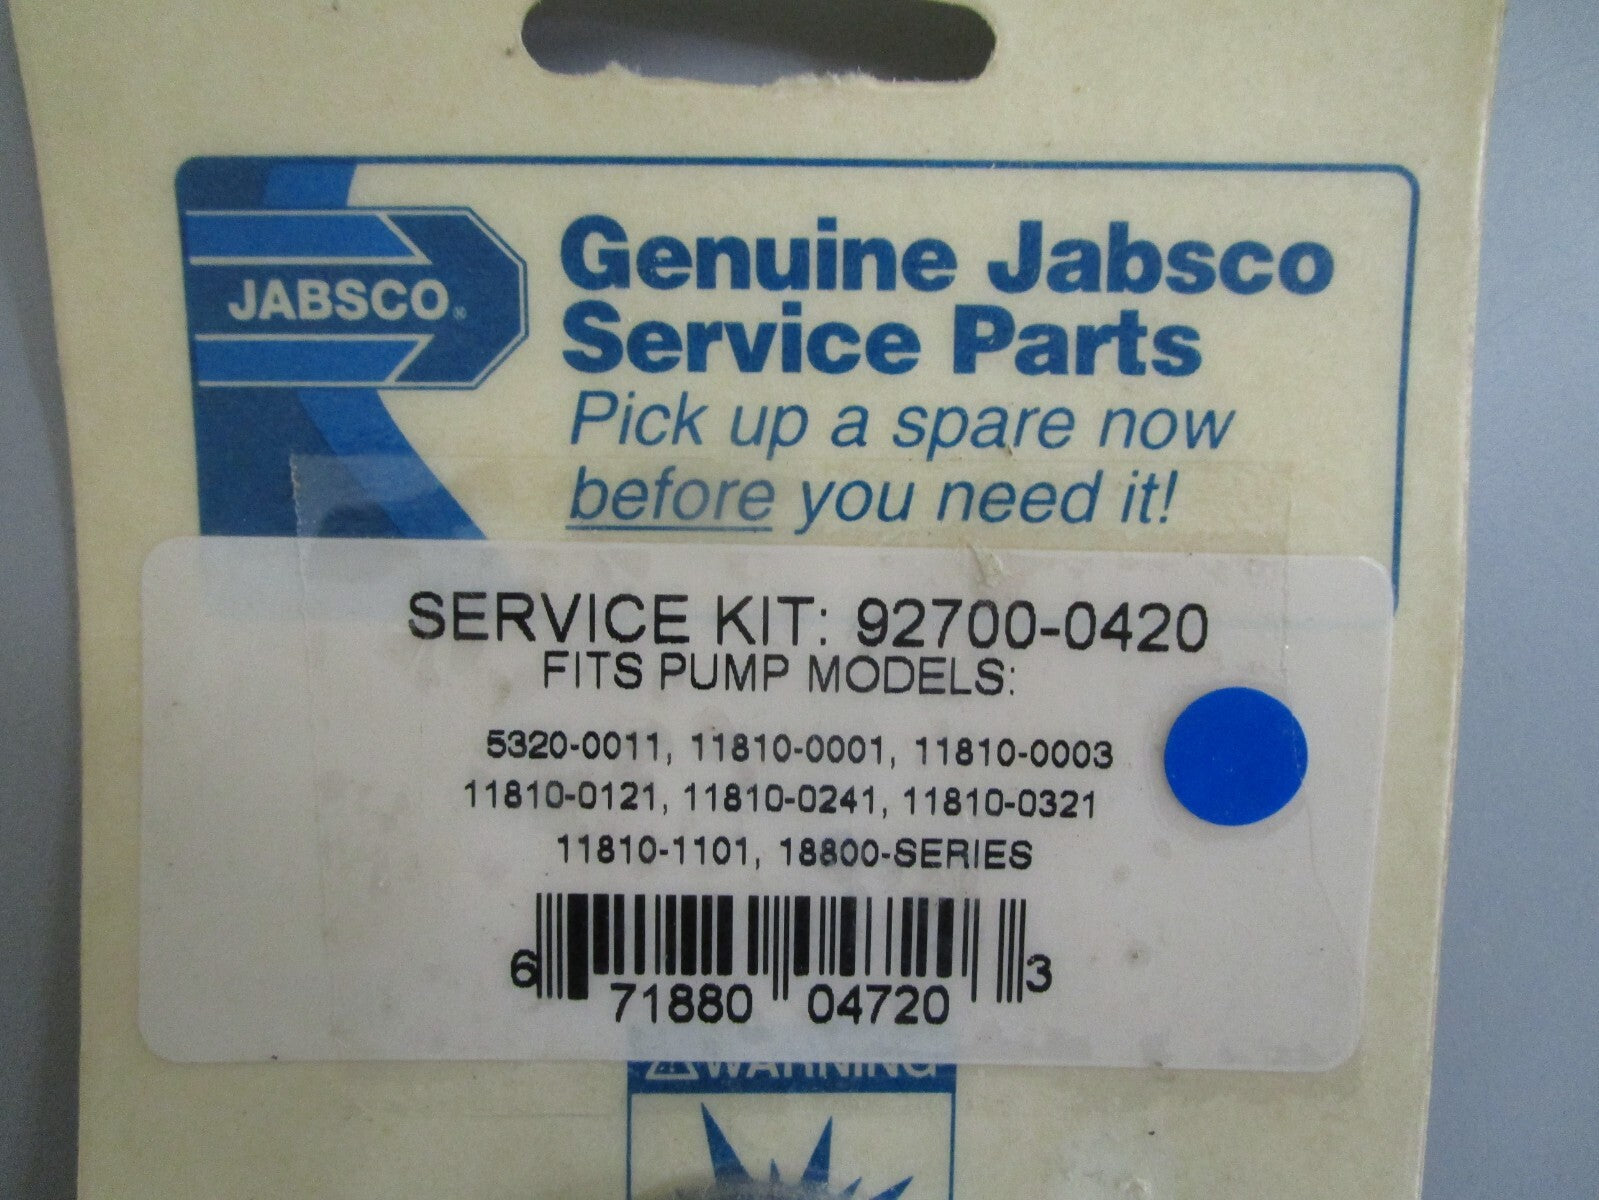 JABSCO®
Genuine Jabsco
Service Parts
Pick up a spare now
before you need it!
SERVICE KIT: 92700-0420
FITS PUMP MODELS:
5320-0011, 11810-0001, 11810-0003
11810-0121, 11810-0241, 11810-0321
11810-1101, 18800-SERIES
6 71880 04720 3
WARNING